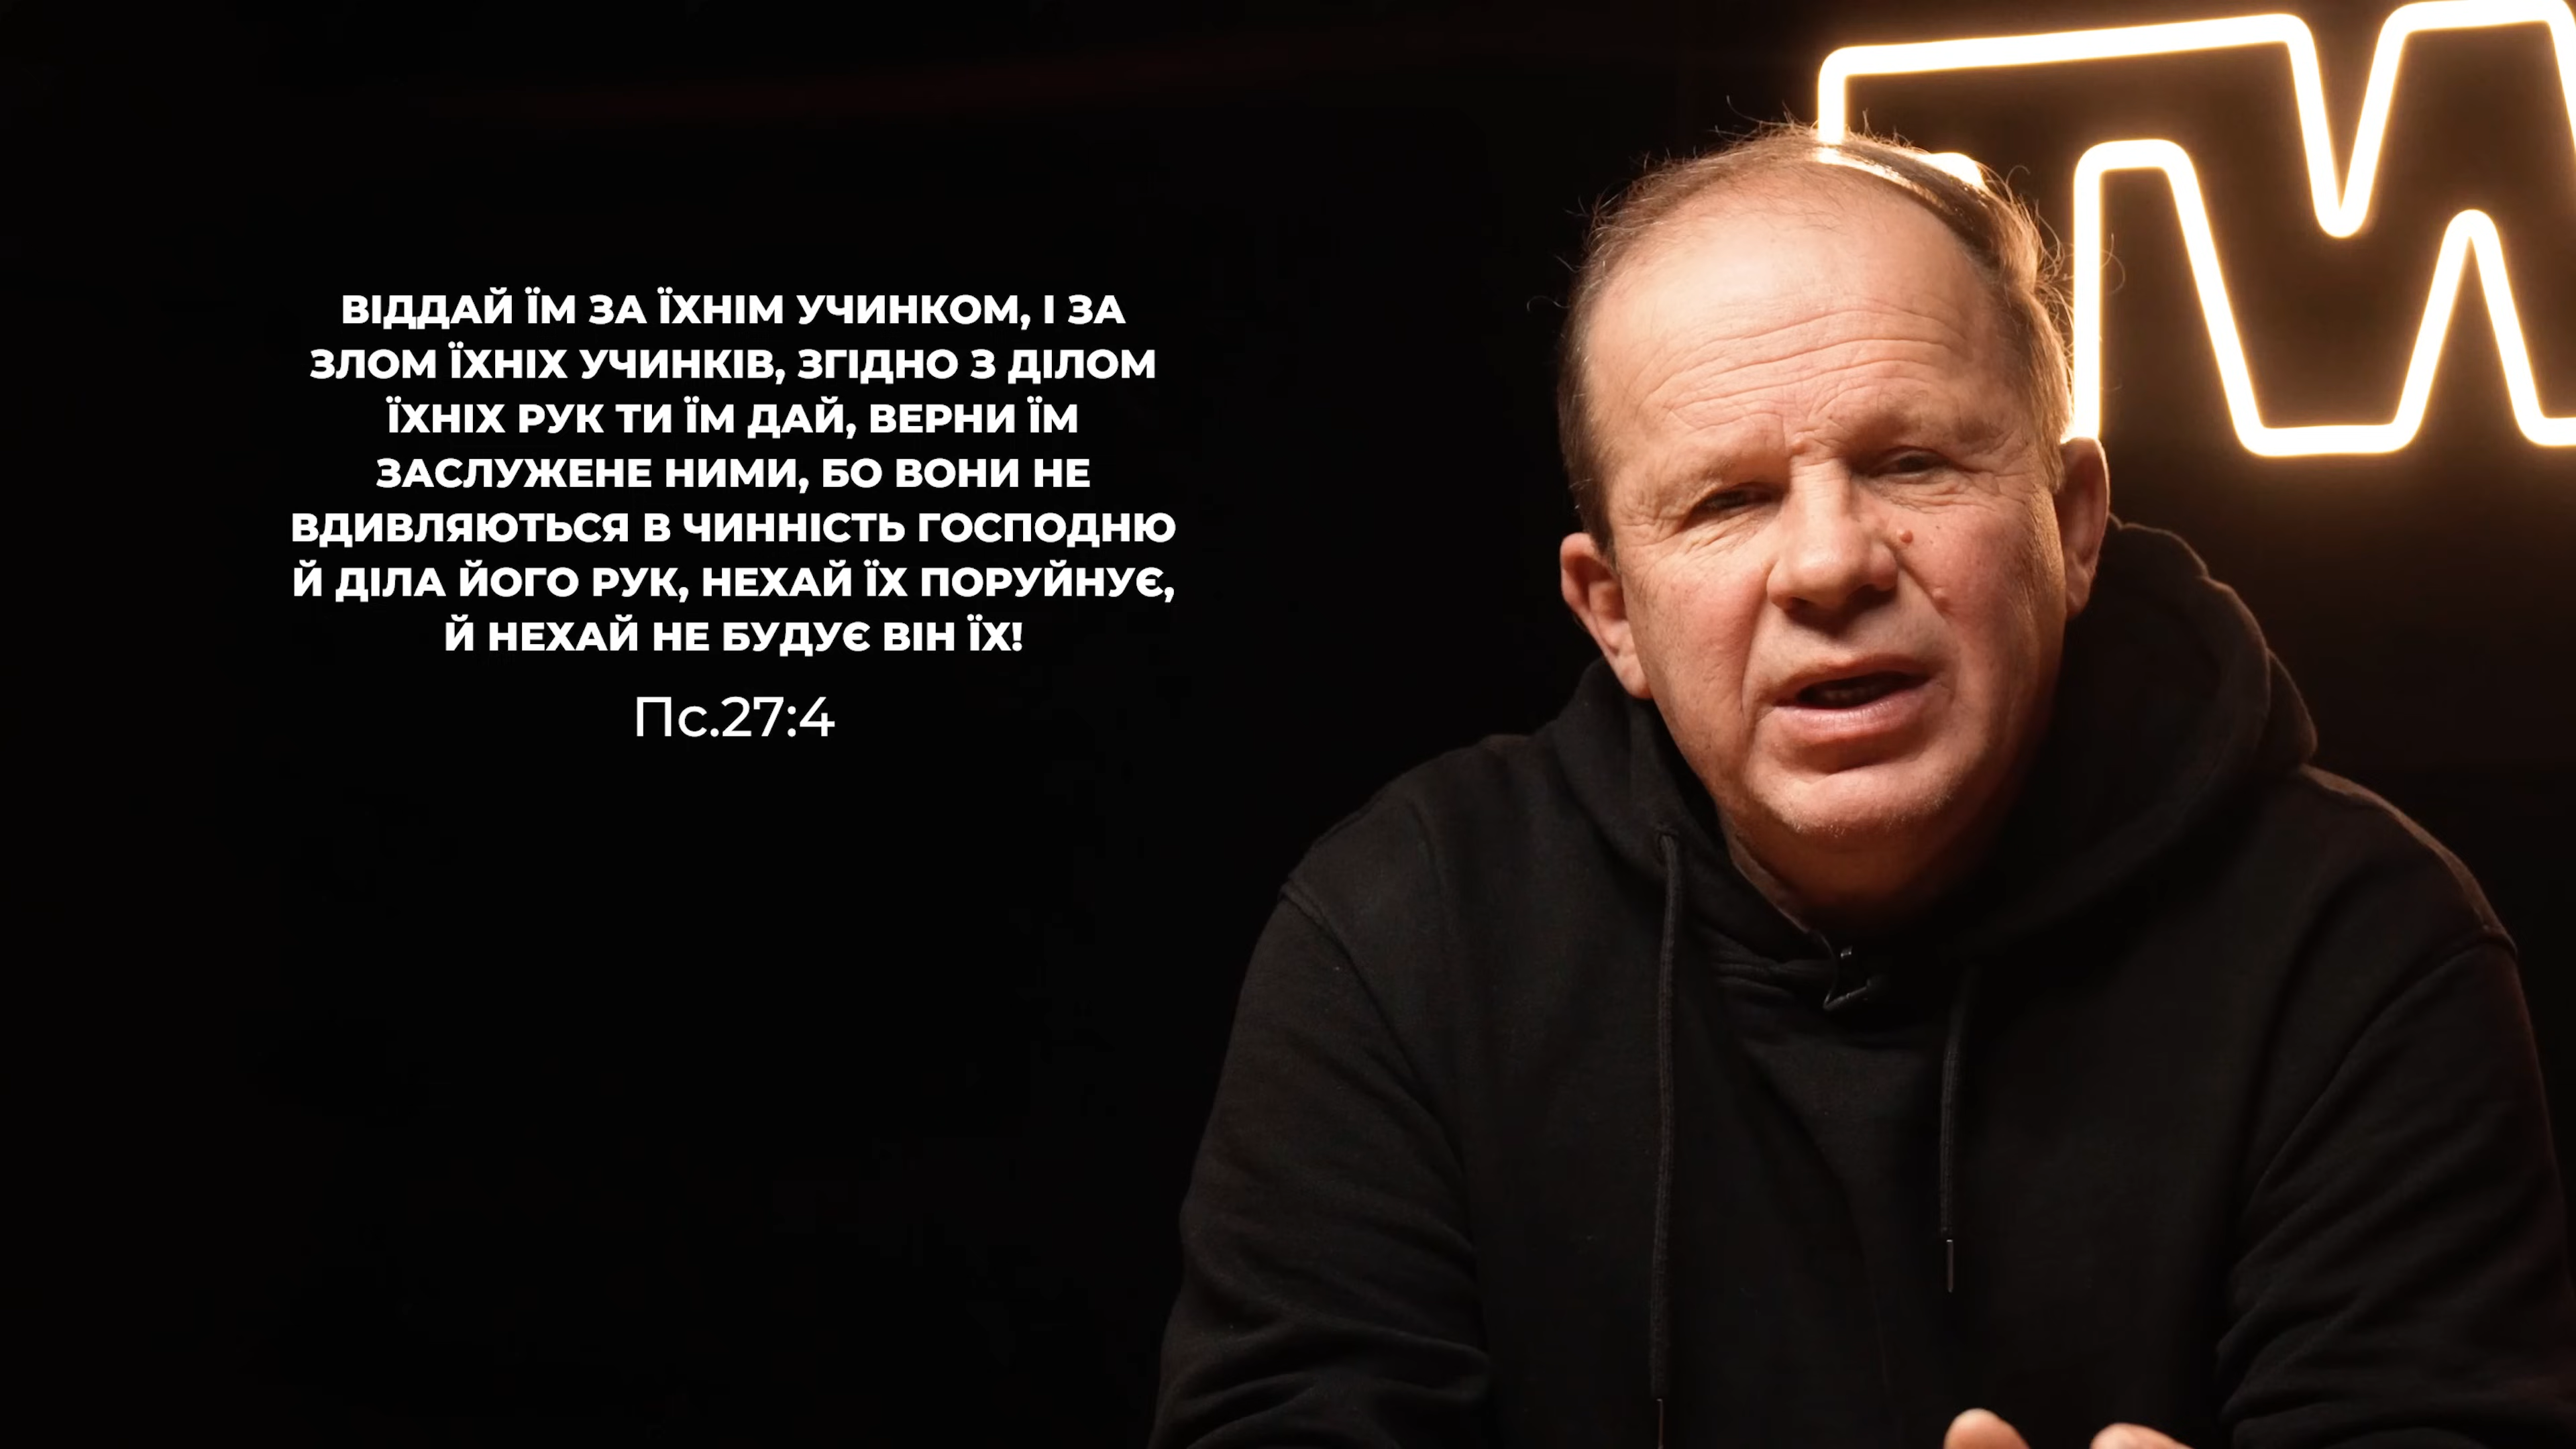 ВІДДАЙ ЇМ ЗА ЇХНІМ УЧИНКОМ, І ЗА
ЗЛОМ ЇХНІХ УЧИНКІВ, ЗГІДНО З ДІЛОМ
ЇХНІХ РУК ТИ ЇМ ДАЙ, ВЕРНИ ЇМ
ЗАСЛУЖЕНЕ НИМИ, БО ВОНИ НЕ
ВДИВЛЯЮТЬСЯ В ЧИННІСТЬ ГОСПОДНЮ
Й ДІЛА ЙОГО РУК, НЕХАЙ ЇХ ПОРУЙНУЄ,
Й НЕХАЙ НЕ БУДУЄ ВІН ЇХ!
Пс.27:4